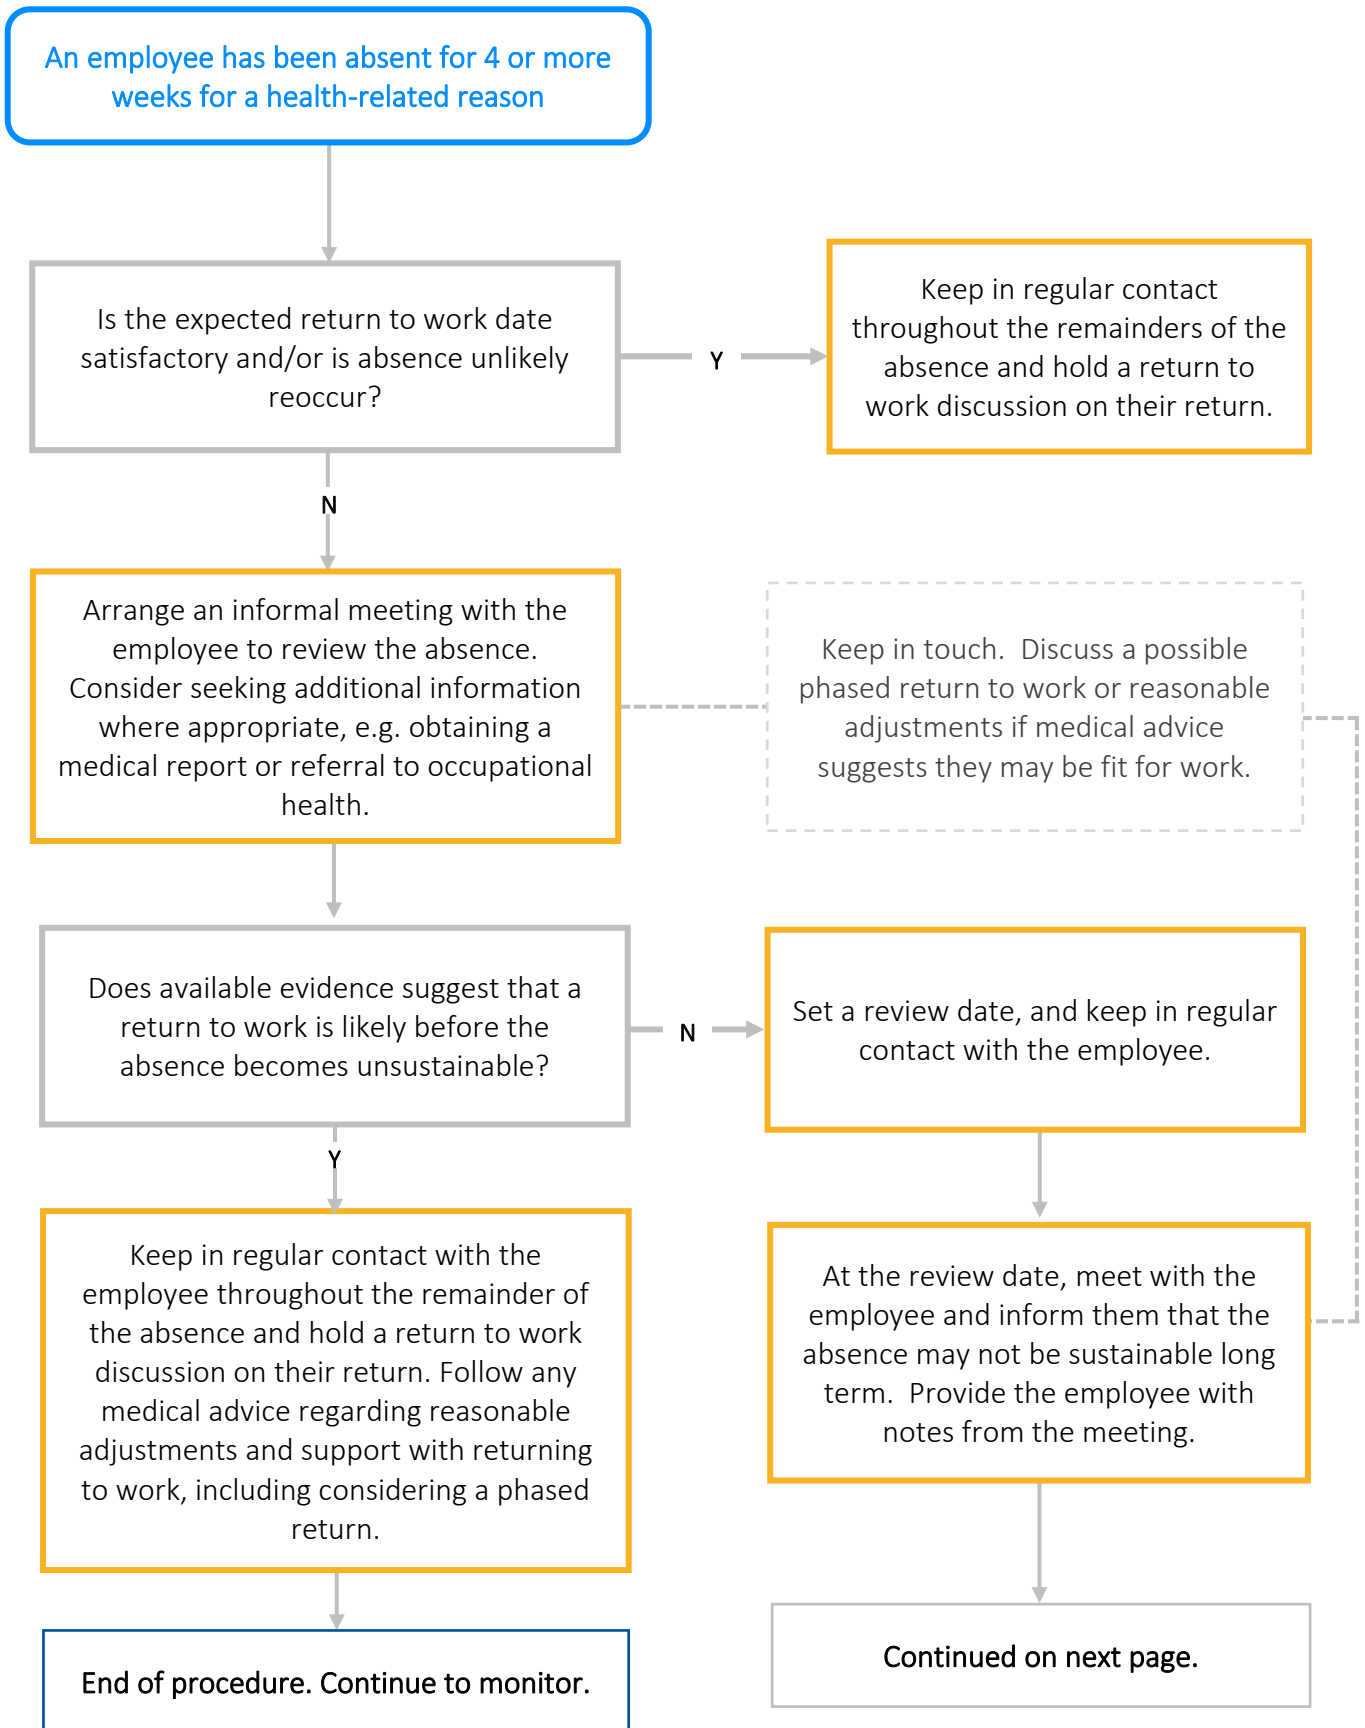 An employee has been absent for 4 or more
weeks for a health-related reason
Is the expected return to work date
satisfactory and/or is absence unlikely
reoccur?
Y
Keep in regular contact
throughout the remainders of the
absence and hold a return to
work discussion on their return.
N
Arrange an informal meeting with the
employee to review the absence.
Consider seeking additional information
where appropriate, e.g. obtaining a
medical report or referral to occupational
health.
Keep in touch.  Discuss a possible
phased return to work or reasonable
adjustments if medical advice
suggests they may be fit for work.
Does available evidence suggest that a
return to work is likely before the
absence becomes unsustainable?
N
Set a review date, and keep in regular
contact with the employee.
Y
Keep in regular contact with the
employee throughout the remainder of
the absence and hold a return to work
discussion on their return. Follow any
medical advice regarding reasonable
adjustments and support with returning
to work, including considering a phased
return.
At the review date, meet with the
employee and inform them that the
absence may not be sustainable long
term.  Provide the employee with
notes from the meeting.
End of procedure. Continue to monitor.
Continued on next page.